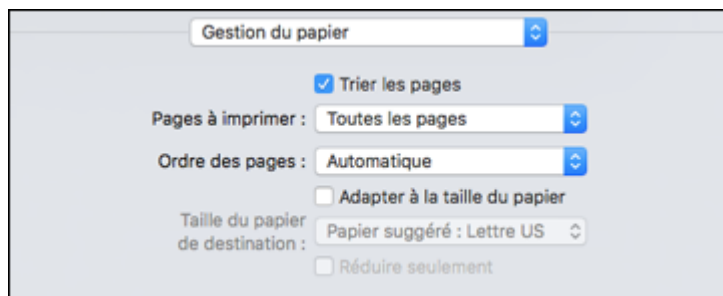 Gestion du papier
Trier les pages
Pages à imprimer : Toutes les pages
Ordre des pages : Automatique
Adapter à la taille du papier
Taille du papier
de destination : Papier suggéré : Lettre US
Réduire seulement